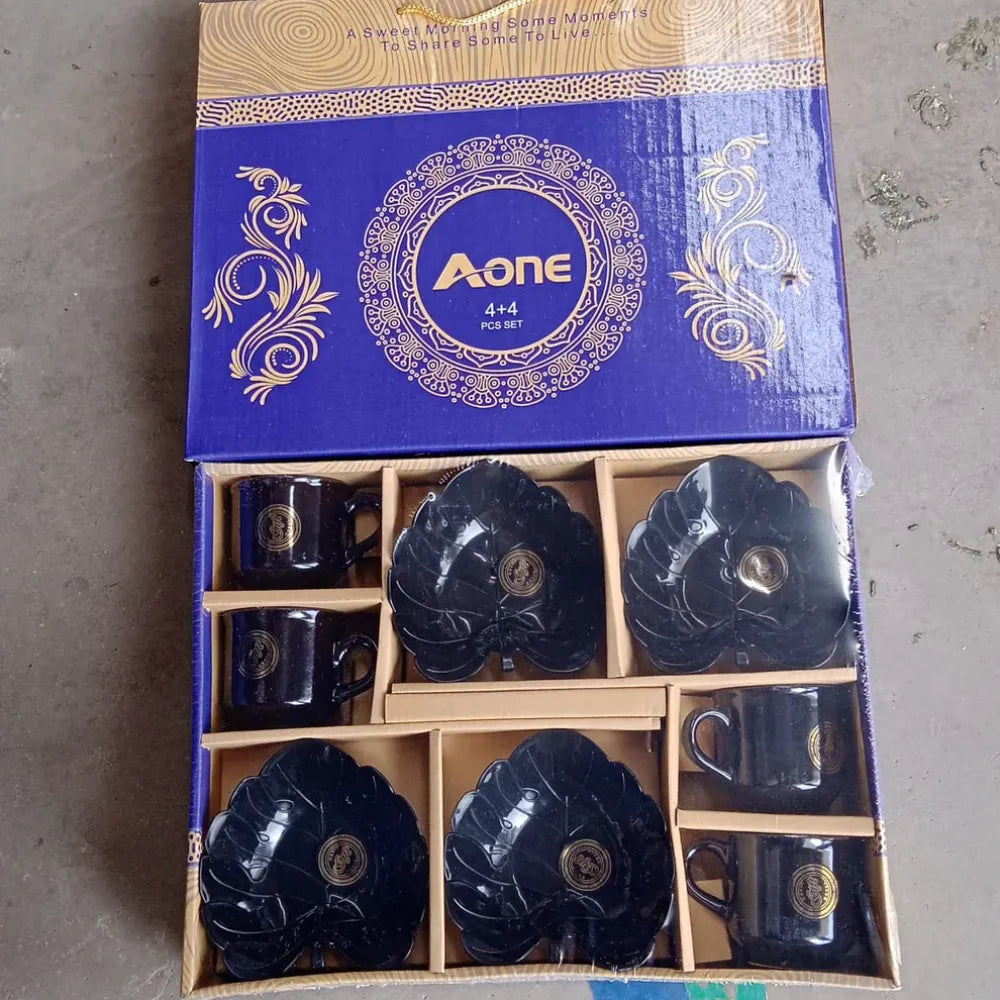 A Sweet Morning Some Moments
To Share Some To Live....
Aone
4+4
PCS SET